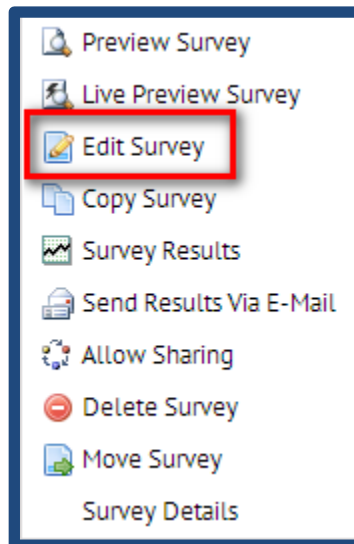 Preview Survey
Live Preview Survey
Edit Survey
Copy Survey
Survey Results
Send Results Via E-Mail
Allow Sharing
Delete Survey
Move Survey
Survey Details